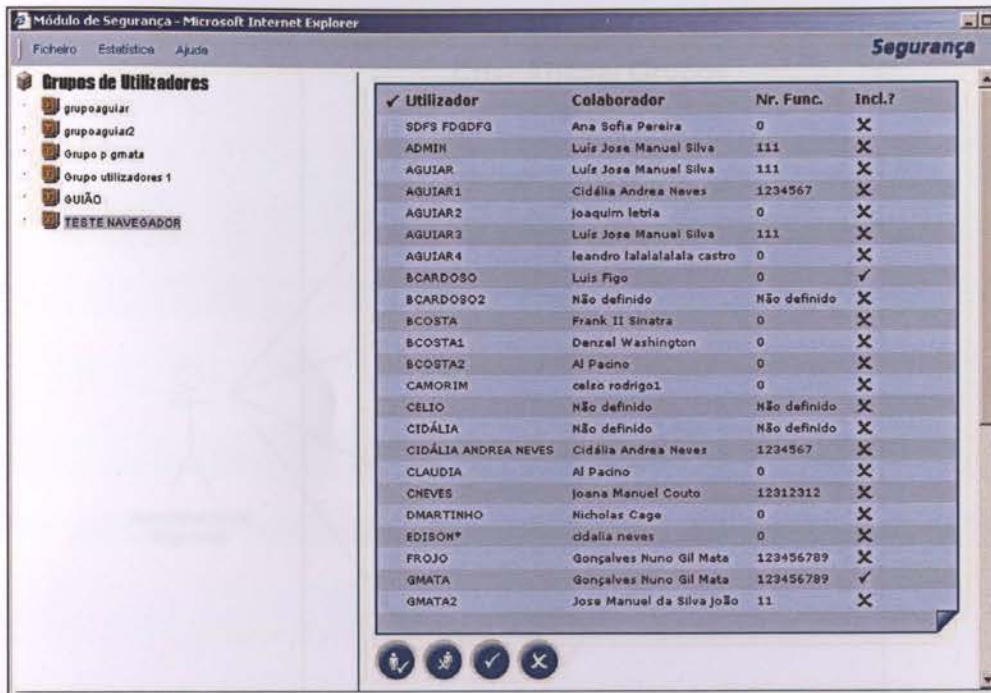 Módulo de Segurança - Microsoft Internet Explorer
Ficheiro Estatística Ajuda
Segurança
Grupos de Utilizadores
grupoaguiar
grupoaguiar2
Grupo p gmata
Grupo utilizadores 1
GUIÃO
TESTE NAVEGADOR
✓ Utilizador Colaborador Nr. Func. Incl.?
SDFS FDGDFG Ana Sofia Pereira 0 ✗
ADMIN Luís Jose Manuel Silva 111 ✗
AGUIAR Luís Jose Manuel Silva 111 ✗
AGUIAR1 Cidália Andrea Neves 1234567 ✗
AGUIAR2 joaquim letria 0 ✗
AGUIAR3 Luís Jose Manuel Silva 111 ✗
AGUIAR4 leandro lalalalalala castro 0 ✗
BCARDOSO Luis Figo 0 ✓
BCARDOSO2 Não definido Não definido ✗
BCOSTA Frank II Sinatra 0 ✗
BCOSTA1 Denzel Washington 0 ✗
BCOSTA2 Al Pacino 0 ✗
CAMORIM celso rodrigo1 0 ✗
CELIO Não definido Não definido ✗
CIDÁLIA Não definido Não definido ✗
CIDÁLIA ANDREA NEVES Cidália Andrea Neves 1234567 ✗
CLAUDIA Al Pacino 0 ✗
CNEVES Joana Manuel Couto 12312312 ✗
DMARTINHO Nicholas Cage 0 ✗
EDISON* cidalia neves 0 ✗
FROJO Gonçalves Nuno Gil Mata 123456789 ✗
GMATA Gonçalves Nuno Gil Mata 123456789 ✓
GMATA2 Jose Manuel da Silva João 11 ✗